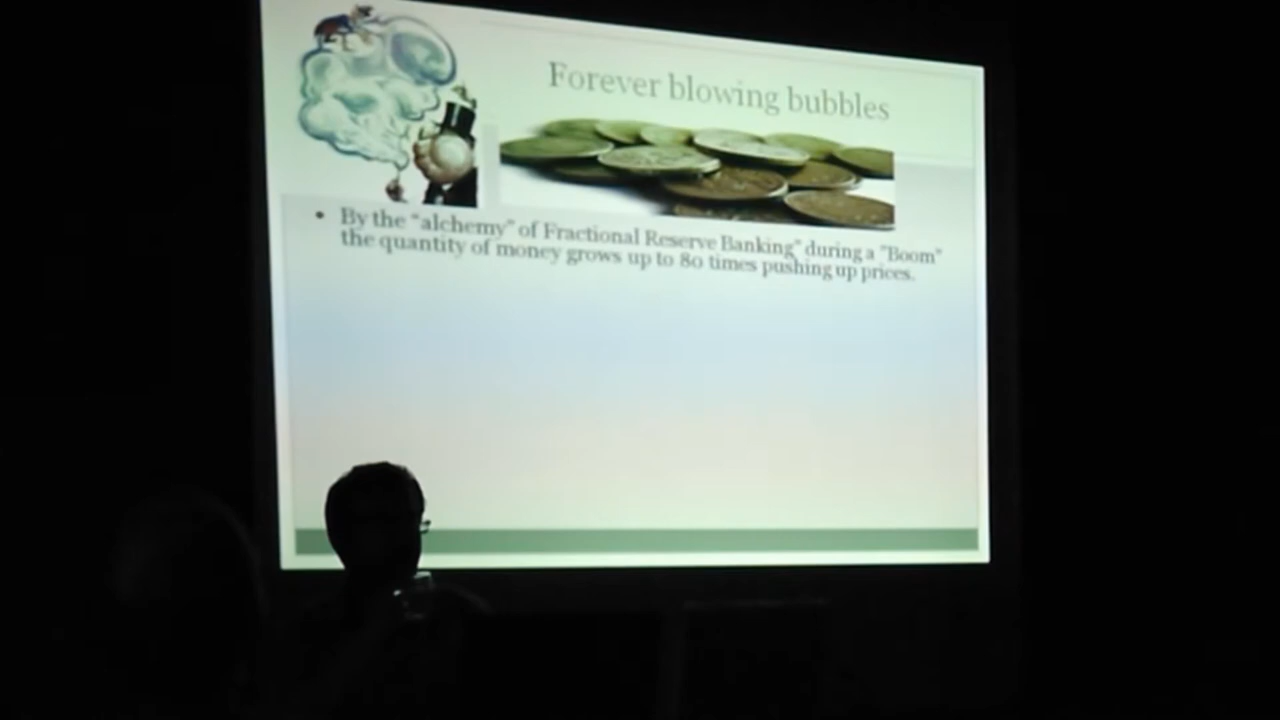 Forever blowing bubbles
• By the "alchemy" of Fractional Reserve Banking" during a "Boom"
the quantity of money grows up to 80 times pushing up prices.